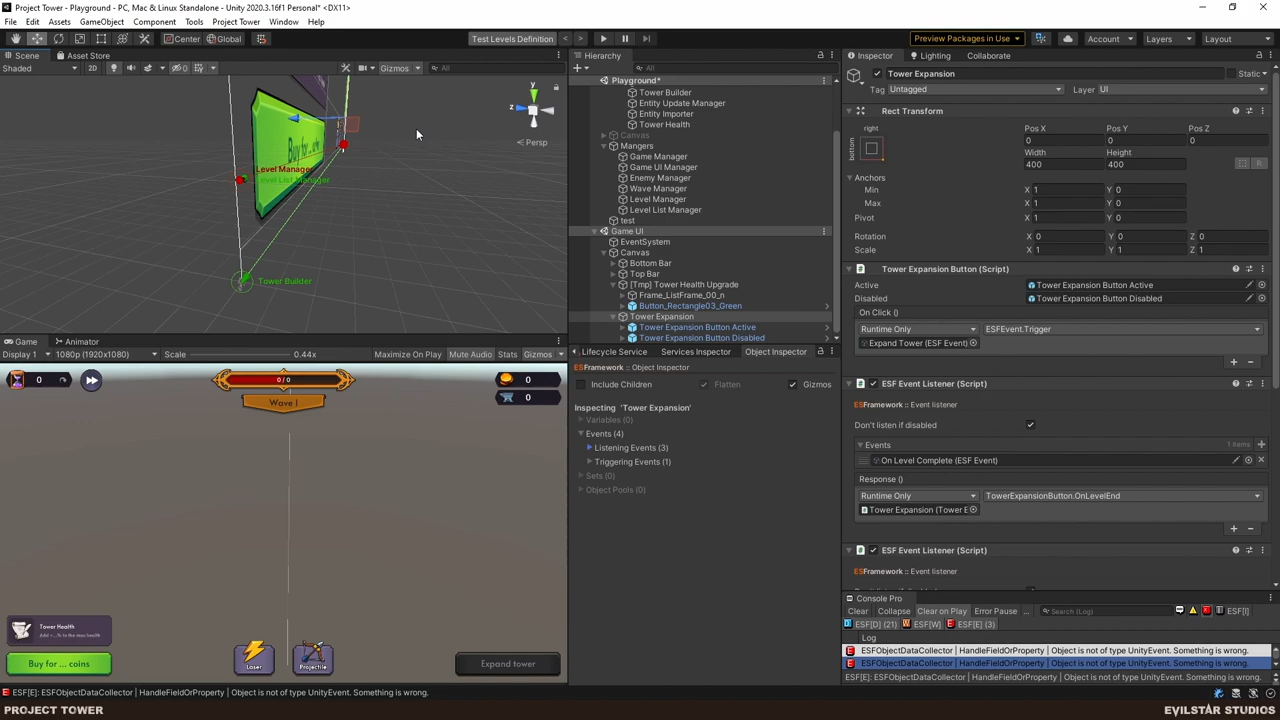 Project Tower - Playground - PC, Mac & Linux Standalone - Unity 2020.3.16f1 Personal* <DX11>
File Edit Assets GameObject Component Tools Project Tower Window Help
Center Global Test Levels Definition Preview Packages in Use Account Layers Layout
Scene Asset Store
Shaded 2D 0 Gizmos All
y
z
Persp
Level Manager
Level List Manager
Tower Builder
Hierarchy
All
Playground*
Tower Builder
Entity Update Manager
Entity Importer
Tower Health
Canvas
Mangers
Game Manager
Game UI Manager
Enemy Manager
Wave Manager
Level Manager
Level List Manager
test
Game UI
EventSystem
Canvas
Bottom Bar
Top Bar
[Tmp] Tower Health Upgrade
Frame_ListFrame_00_n
Button_Rectangle03_Green
Tower Expansion
Tower Expansion Button Active
Tower Expansion Button Disabled
Game Animator
Display 1 1080p (1920x1080) Scale 0.44x Maximize On Play Mute Audio Stats Gizmos
0 0/0 0
Wave 1 0
Tower Health
Buy for ... coins Laser Projectile Expand tower
Lifecycle Service Services Inspector Object Inspector
ESFramework :: Object Inspector
Include Children Flatten Gizmos
Inspecting 'Tower Expansion'
Variables (0)
Events (4)
Listening Events (3)
Triggering Events (1)
Sets (0)
Object Pools (0)
Inspector Lighting Collaborate
Tower Expansion Static
Tag Untagged Layer UI
Rect Transform
right Pos X Pos Y Pos Z
bottom 0 0 0
Width Height
400 400 R
Anchors
Min X 1 Y 0
Max X 1 Y 0
Pivot X 1 Y 0
Rotation X 0 Y 0 Z 0
Scale X 1 Y 1 Z 1
Tower Expansion Button (Script)
Active Tower Expansion Button Active
Disabled Tower Expansion Button Disabled
On Click ()
Runtime Only ESFEvent.Trigger
Expand Tower (ESF Event)
ESF Event Listener (Script)
ESFramework :: Event listener
Don't listen if disabled
Events 1 items
On Level Complete (ESF Event)
Response ()
Runtime Only TowerExpansionButton.OnLevelEnd
Tower Expansion (Tower E
ESF Event Listener (Script)
ESFramework :: Event listener
Console Pro
Clear Collapse Clear on Play Error Pause ... Search (Log) ESF[I]
ESF[D] (21) ESF[W] ESF[E] (3)
Log
ESFObjectDataCollector | HandleFieldOrProperty | Object is not of type UnityEvent. Something is wrong.
ESFObjectDataCollector | HandleFieldOrProperty | Object is not of type UnityEvent. Something is wrong.
ESF[E]: ESFObjectDataCollector | HandleFieldOrProperty | Object is not of type UnityEvent. Something is wrong.
ESF[E]: ESFObjectDataCollector | HandleFieldOrProperty | Object is not of type UnityEvent. Something is wrong.
PROJECT TOWER EVILSTAR STUDIOS